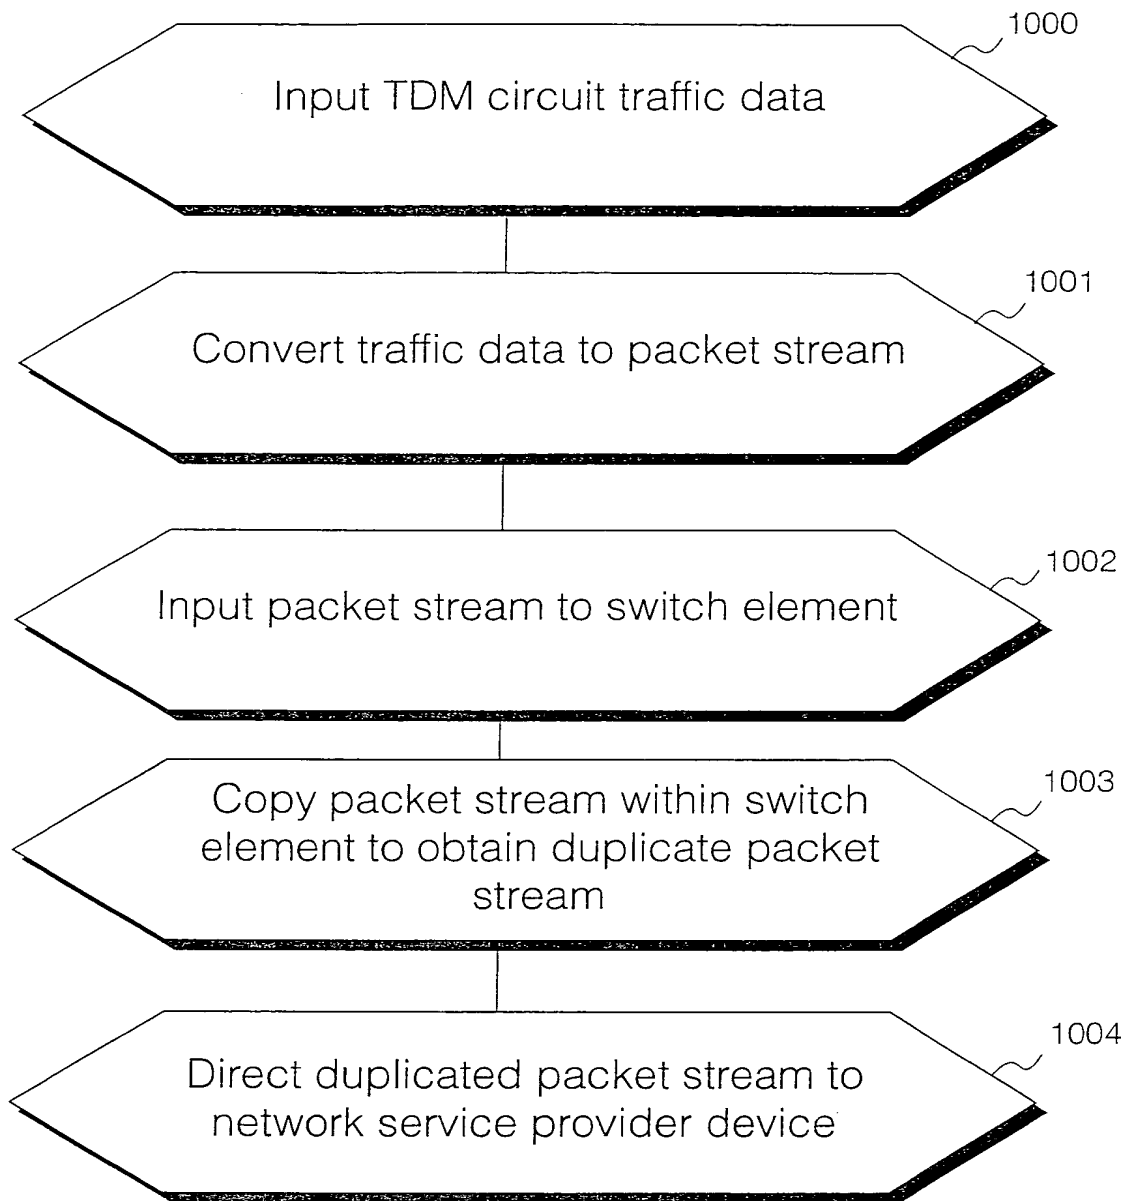 1000
Input TDM circuit traffic data
1001
Convert traffic data to packet stream
1002
Input packet stream to switch element
1003
Copy packet stream within switch
element to obtain duplicate packet
stream
1004
Direct duplicated packet stream to
network service provider device